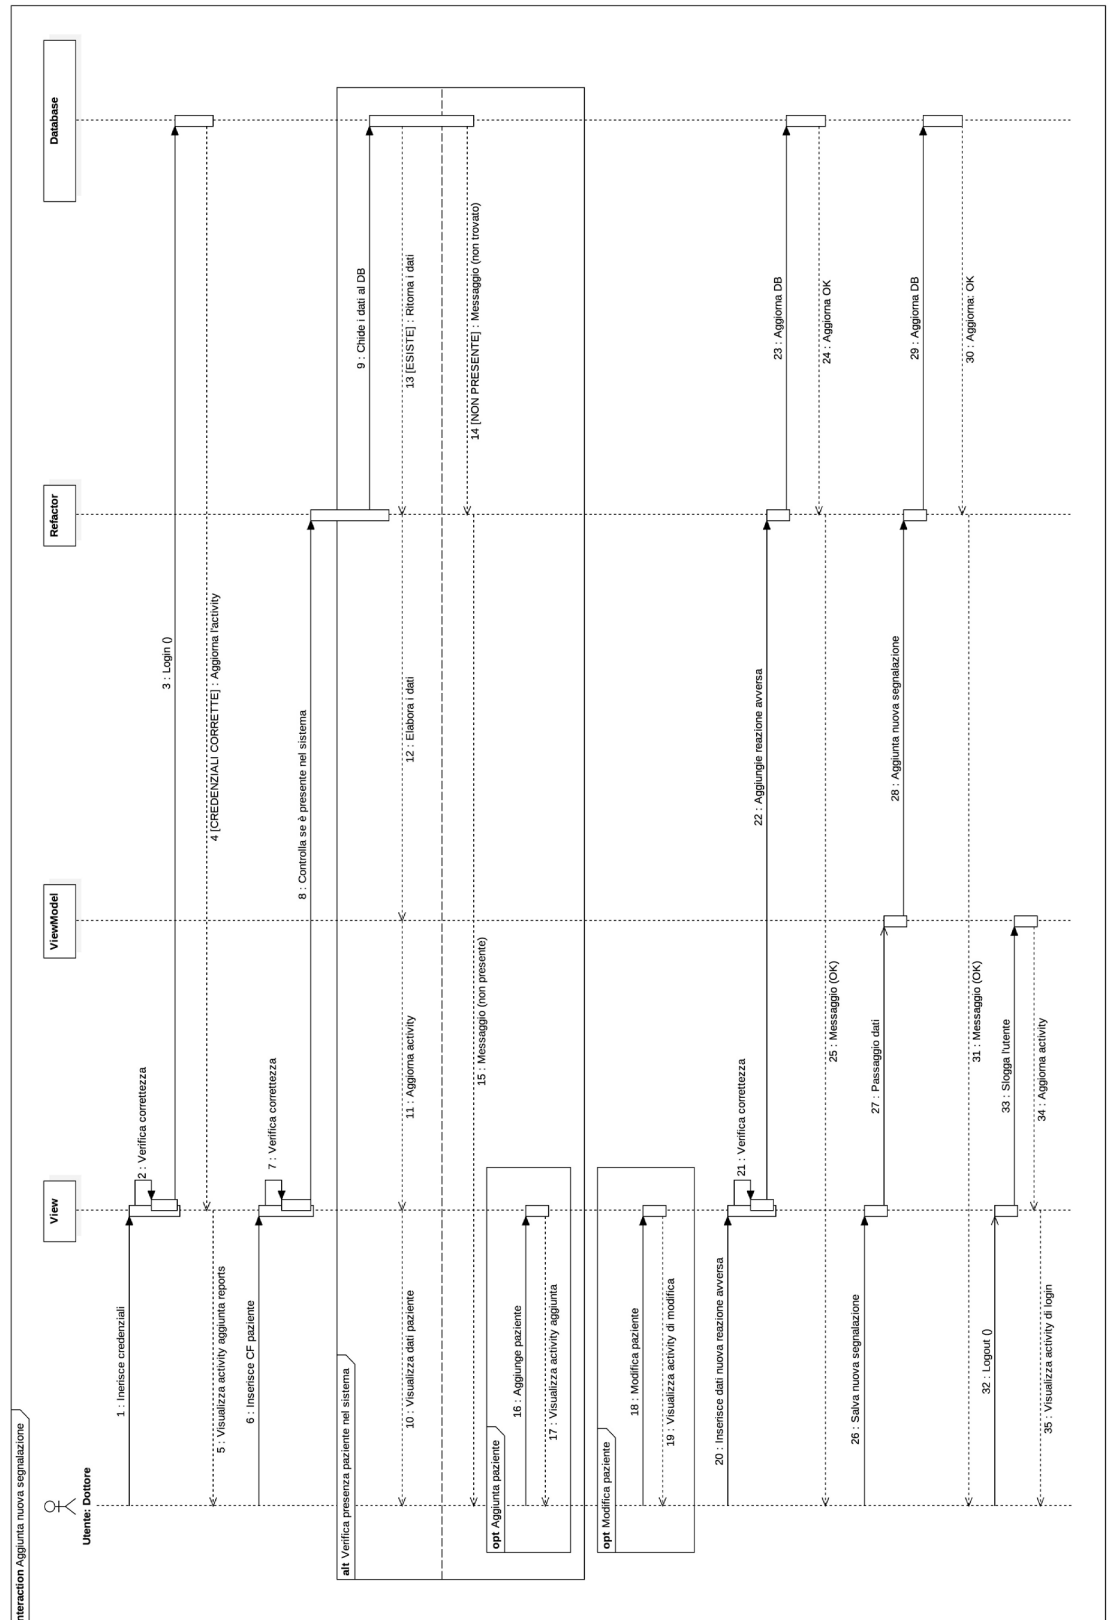 nteraction Aggiunta nuova segnalazione
Utente: Dottore
View
ViewModel
Refactor
Database
1 : Inerisce credenziali
2 : Verifica correttezza
3 : Login ()
4 [CREDENZIALI CORRETTE] : Aggiorna l'activity
5 : Visualizza activity aggiunta reports
6 : Inserisce CF paziente
7 : Verifica correttezza
8 : Controlla se è presente nel sistema
alt Verifica presenza paziente nel sistema
9 : Chide i dati al DB
10 : Visualizza dati paziente
11 : Aggiorna activity
12 : Elabora i dati
13 [ESISTE] : Ritorna i dati
14 [NON PRESENTE] : Messaggio (non trovato)
15 : Messaggio (non presente)
opt Aggiunta paziente
16 : Aggiunge paziente
17 : Visualizza activity aggiunta
opt Modifica paziente
18 : Modifica paziente
19 : Visualizza activity di modifica
20 : Inserisce dati nuova reazione avversa
21 : Verifica correttezza
22 : Aggiungie reazione avversa
23 : Aggiorna DB
24 : Aggiorna OK
25 : Messaggio (OK)
26 : Salva nuova segnalazione
27 : Passaggio dati
28 : Aggiunta nuova segnalazione
29 : Aggiorna DB
30 : Aggiorna: OK
31 : Messaggio (OK)
32 : Logout ()
33 : Slogga l'utente
34 : Aggiorna activity
35 : Visualizza activity di login